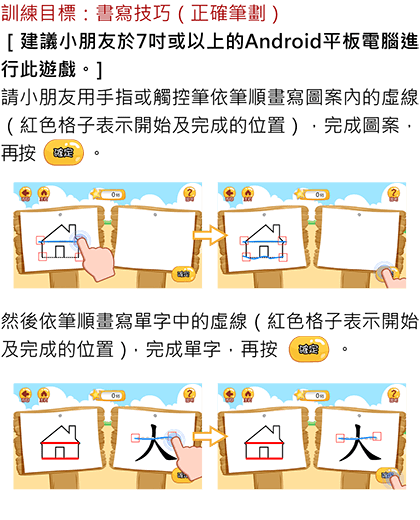 訓練目標：書寫技巧（正確筆劃）
［建議小朋友於7吋或以上的Android平板電腦進
行此遊戲。］
請小朋友用手指或觸控筆依筆順畫寫圖案內的虛線
（紅色格子表示開始及完成的位置），完成圖案，
再按 確定 。
確定
然後依筆順畫寫單字中的虛線（紅色格子表示開始
及完成的位置），完成單字，再按 確定 。
人 人